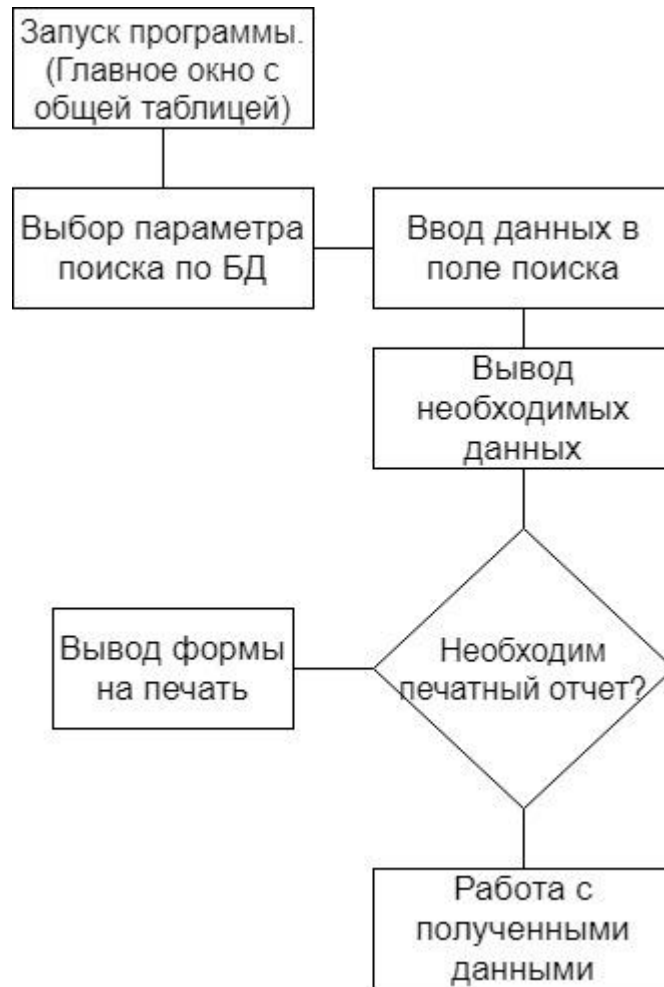 Запуск программы.
(Главное окно с
общей таблицей)
Выбор параметра
поиска по БД
Ввод данных в
поле поиска
Вывод
необходимых
данных
Необходим
печатный отчет?
Вывод формы
на печать
Работа с
полученными
данными